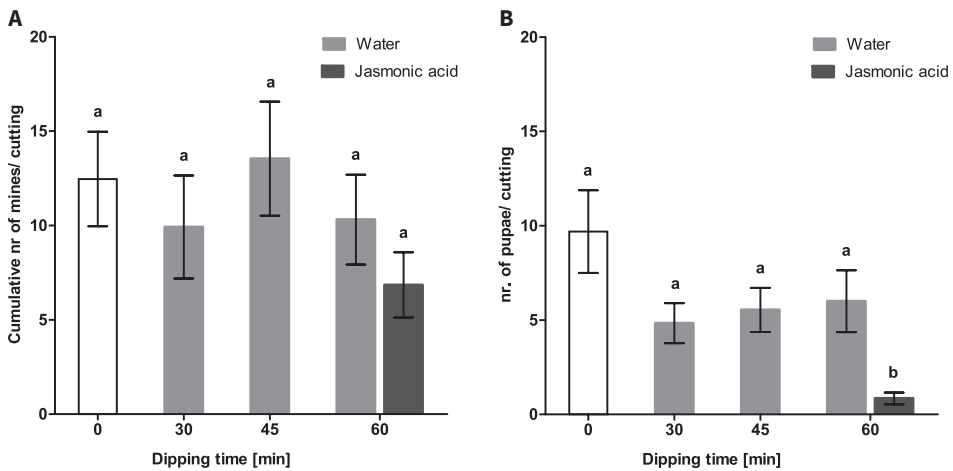 A
Cumulative nr of mines/ cutting
20
15
10
5
0
Water
Jasmonic acid
a
a
a
a
a
0
30
45
60
Dipping time [min]
B
nr. of pupae/ cutting
20
15
10
5
0
Water
Jasmonic acid
a
a
a
a
b
0
30
45
60
Dipping time [min]